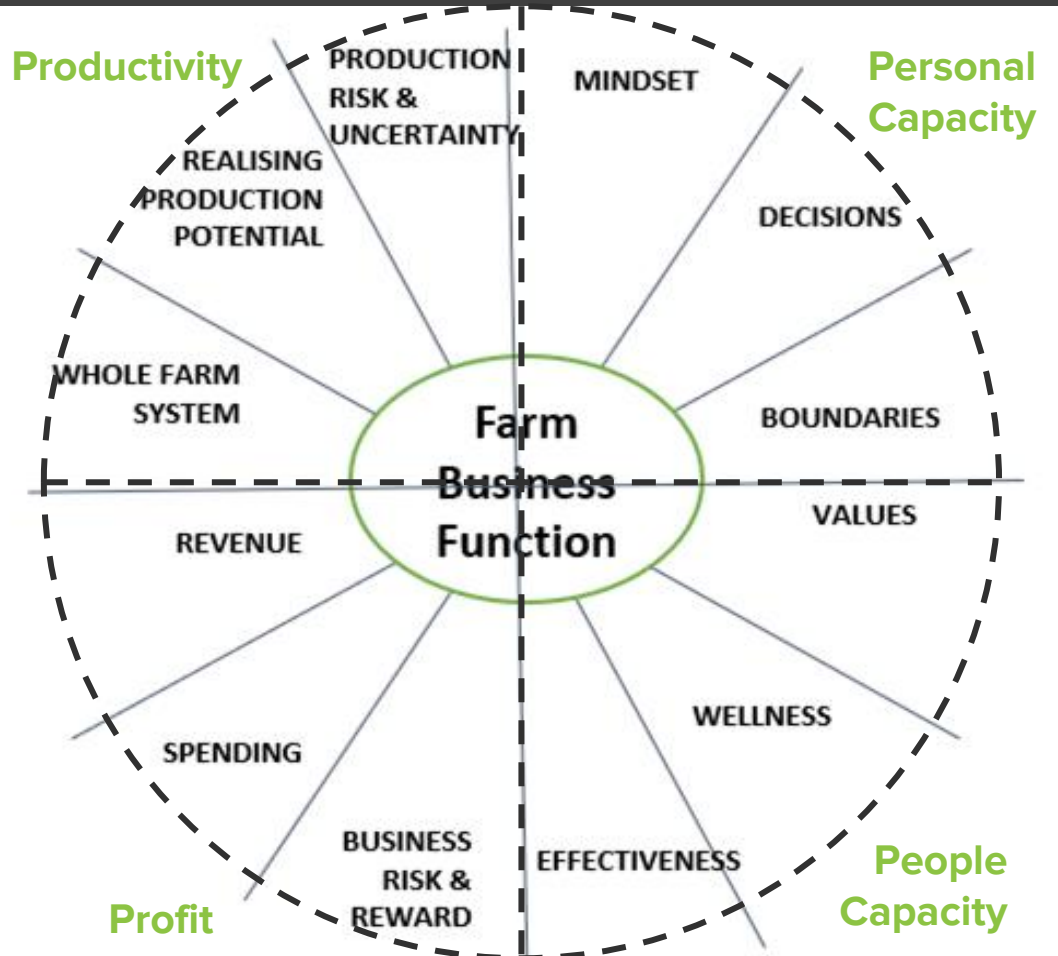 Productivity
PRODUCTION
RISK &
UNCERTAINTY
MINDSET
Personal
Capacity
REALISING
PRODUCTION
POTENTIAL
DECISIONS
WHOLE FARM
SYSTEM
BOUNDARIES
Farm
Business
Function
REVENUE
VALUES
SPENDING
WELLNESS
BUSINESS
RISK &
REWARD
EFFECTIVENESS
Profit
People
Capacity